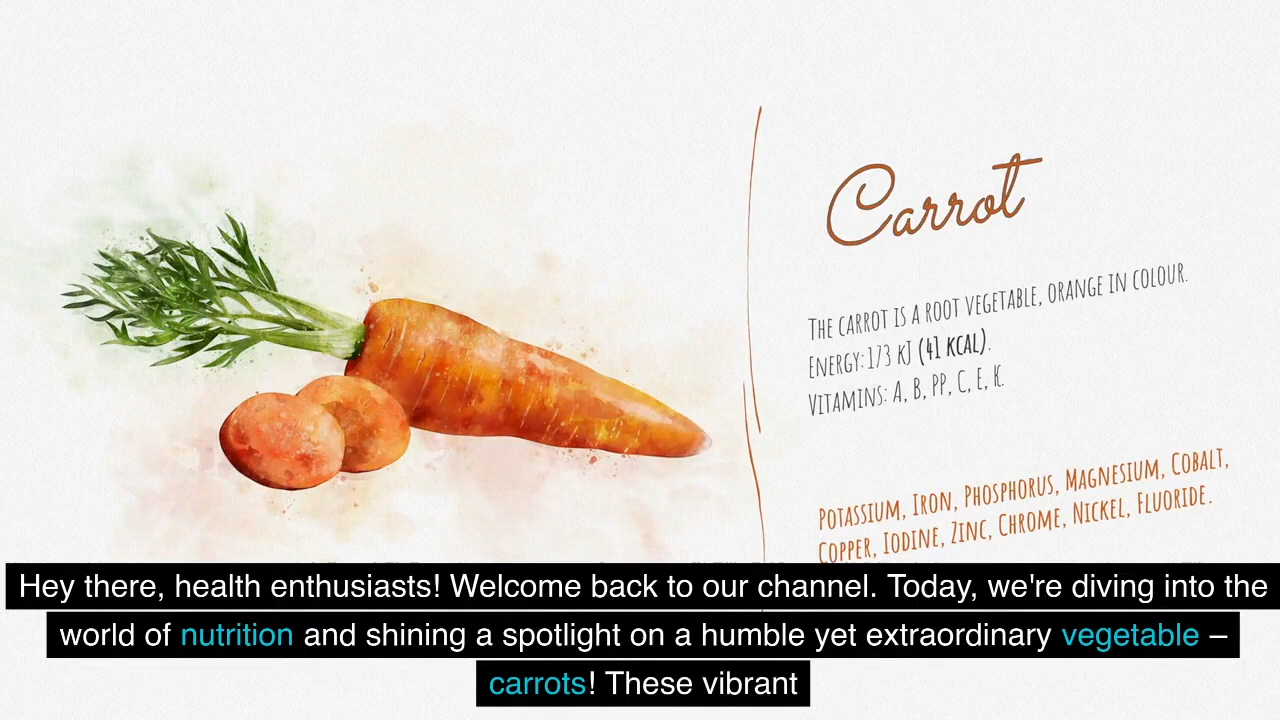 Carrot
The carrot is a root vegetable, orange in colour.
Energy: 173 kJ (41 kcal).
Vitamins: A, B, PP, C, E, K.
Potassium, Iron, Phosphorus, Magnesium, Cobalt,
Copper, Iodine, Zinc, Chrome, Nickel, Fluoride.
Hey there, health enthusiasts! Welcome back to our channel. Today, we're diving into the
world of nutrition and shining a spotlight on a humble yet extraordinary vegetable –
carrots! These vibrant